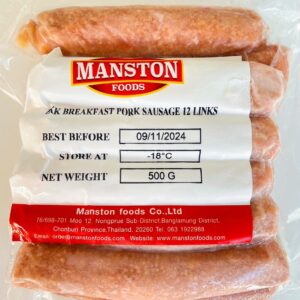 MANSTON
FOODS
BREAKFAST PORK SAUSAGE 12 LINKS
BEST BEFORE 09/11/2024
STORE AT -18°C
NET WEIGHT 500 G
Manston foods Co.,Ltd
76/698-701 Moo 12, Nongprue Sub District,Banglamung District,
Chonburi Province,Thailand, 20260 Tel. 063 1922988
Email: order@manstonfoods.com Website :www.manstonfoods.com